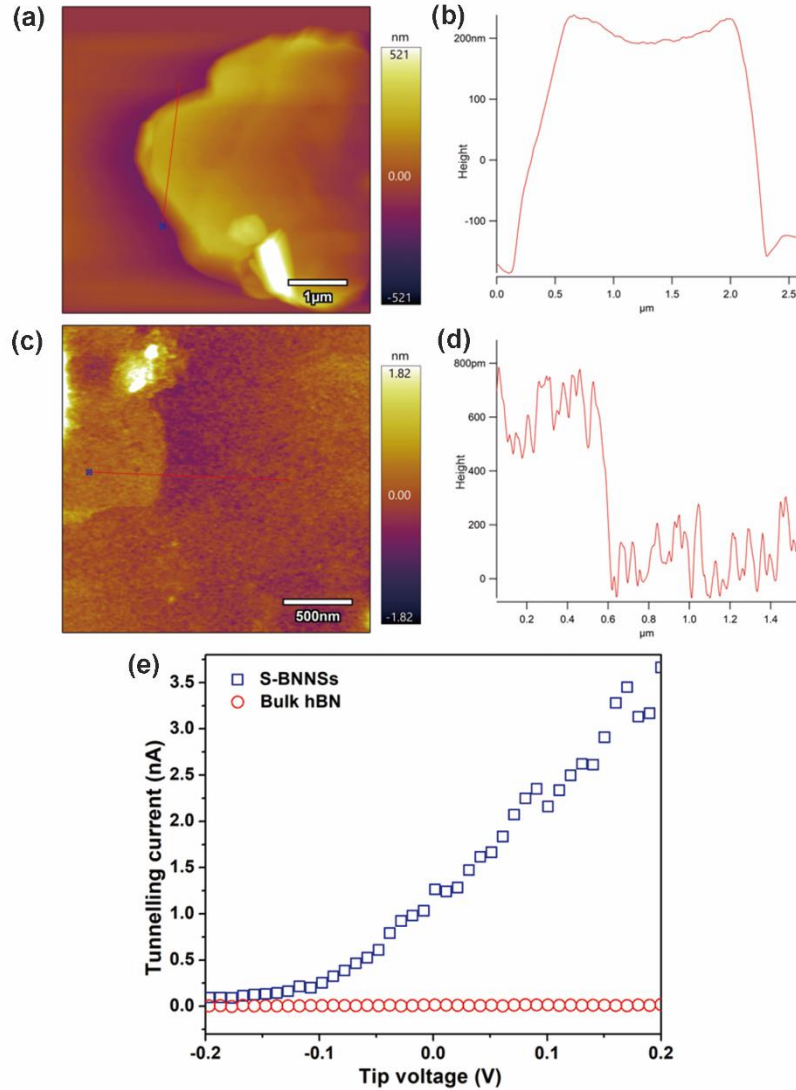 (a)
nm
521
0.00
-521
1µm
(b)
200nm
100
0
-100
Height
0.5
1.0
1.5
2.0
2.5
µm
(c)
nm
1.82
0.00
-1.82
500nm
(d)
800pm
600
400
200
0
Height
0.2
0.4
0.6
0.8
1.0
1.2
1.4
µm
(e)
S-BNNSs
Bulk hBN
3.5
3.0
2.5
2.0
1.5
1.0
0.5
0.0
Tunnelling current (nA)
-0.2
-0.1
0.0
0.1
0.2
Tip voltage (V)